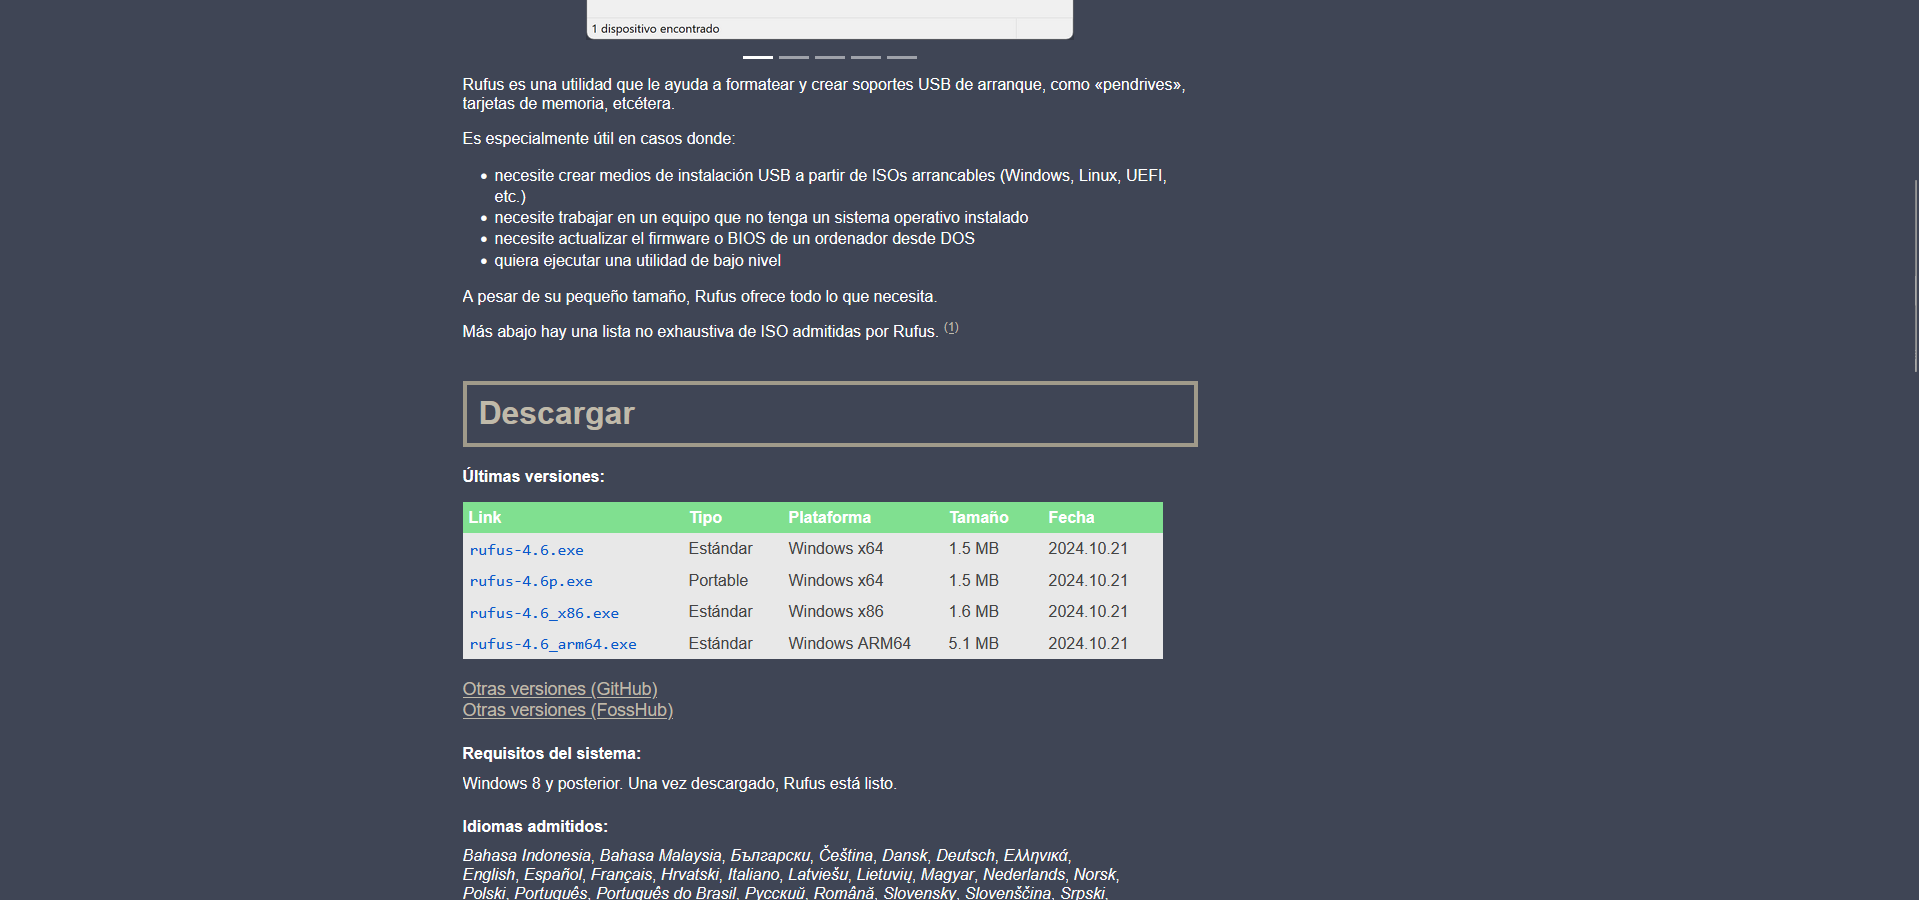 1 dispositivo encontrado
Rufus es una utilidad que le ayuda a formatear y crear soportes USB de arranque, como «pendrives»,
tarjetas de memoria, etcétera.
Es especialmente útil en casos donde:
• necesite crear medios de instalación USB a partir de ISOs arrancables (Windows, Linux, UEFI,
etc.)
• necesite trabajar en un equipo que no tenga un sistema operativo instalado
• necesite actualizar el firmware o BIOS de un ordenador desde DOS
• quiera ejecutar una utilidad de bajo nivel
A pesar de su pequeño tamaño, Rufus ofrece todo lo que necesita.
Más abajo hay una lista no exhaustiva de ISO admitidas por Rufus. (1)
Descargar
Últimas versiones:
Link Tipo Plataforma Tamaño Fecha
rufus-4.6.exe Estándar Windows x64 1.5 MB 2024.10.21
rufus-4.6p.exe Portable Windows x64 1.5 MB 2024.10.21
rufus-4.6_x86.exe Estándar Windows x86 1.6 MB 2024.10.21
rufus-4.6_arm64.exe Estándar Windows ARM64 5.1 MB 2024.10.21
Otras versiones (GitHub)
Otras versiones (FossHub)
Requisitos del sistema:
Windows 8 y posterior. Una vez descargado, Rufus está listo.
Idiomas admitidos:
Bahasa Indonesia, Bahasa Malaysia, Български, Čeština, Dansk, Deutsch, Ελληνικά,
English, Español, Français, Hrvatski, Italiano, Latviešu, Lietuvių, Magyar, Nederlands, Norsk,
Polski, Português, Português do Brasil, Русский, Română, Slovensky, Slovenščina, Srpski,